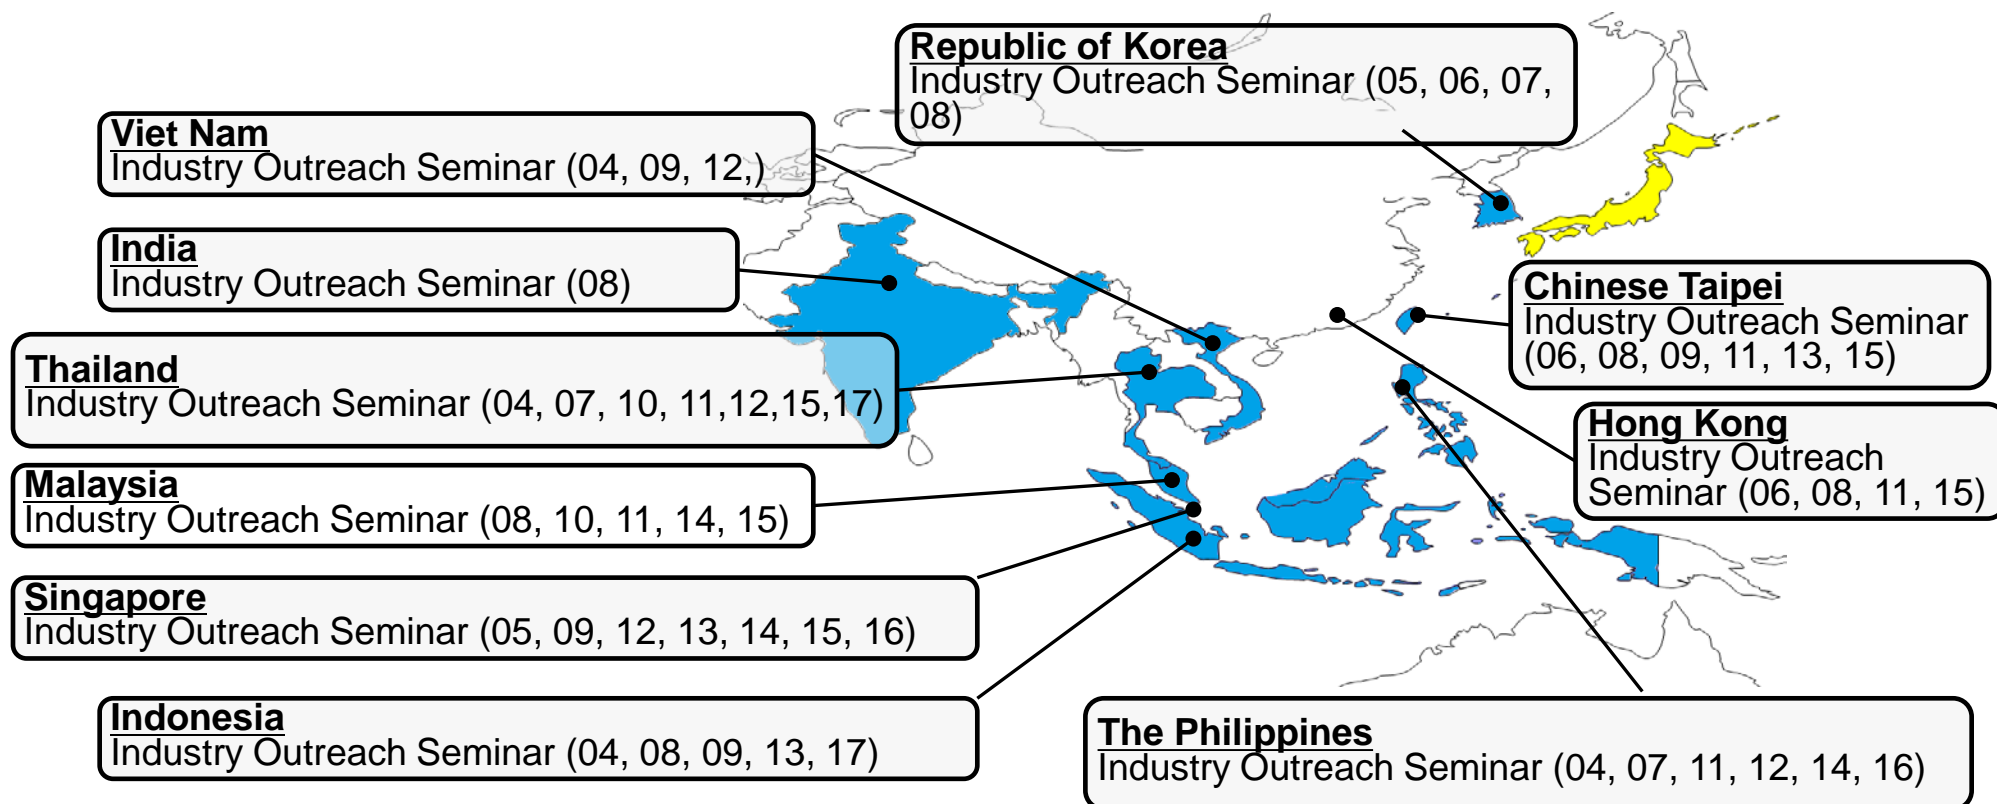 Republic of Korea
Industry Outreach Seminar (05, 06, 07,
08)
Viet Nam
Industry Outreach Seminar (04, 09, 12,)
India
Industry Outreach Seminar (08)
Chinese Taipei
Industry Outreach Seminar
(06, 08, 09, 11, 13, 15)
Thailand
Industry Outreach Seminar (04, 07, 10, 11,12,15,17)
Hong Kong
Industry Outreach
Seminar (06, 08, 11, 15)
Malaysia
Industry Outreach Seminar (08, 10, 11, 14, 15)
Singapore
Industry Outreach Seminar (05, 09, 12, 13, 14, 15, 16)
Indonesia
Industry Outreach Seminar (04, 08, 09, 13, 17)
The Philippines
Industry Outreach Seminar (04, 07, 11, 12, 14, 16)